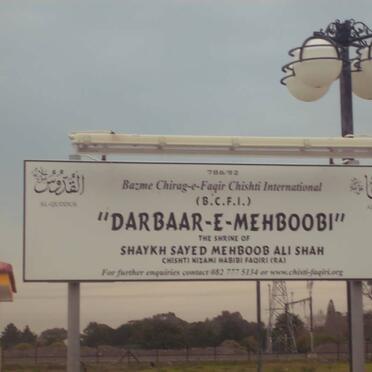 786/92
Bazme Chirag-e-Faqir Chishti International
(B.C.F.I.)
القدوس
AL-QUDDUS
"DARBAAR-E-MEHBOOBI"
THE SHRINE OF
SHAYKH SAYED MEHBOOB ALI SHAH
CHISHTI NIZAMI HABIBI FAQIRI (RA)
For further enquiries contact 082 777 5134 or www.chisti-faqiri.org